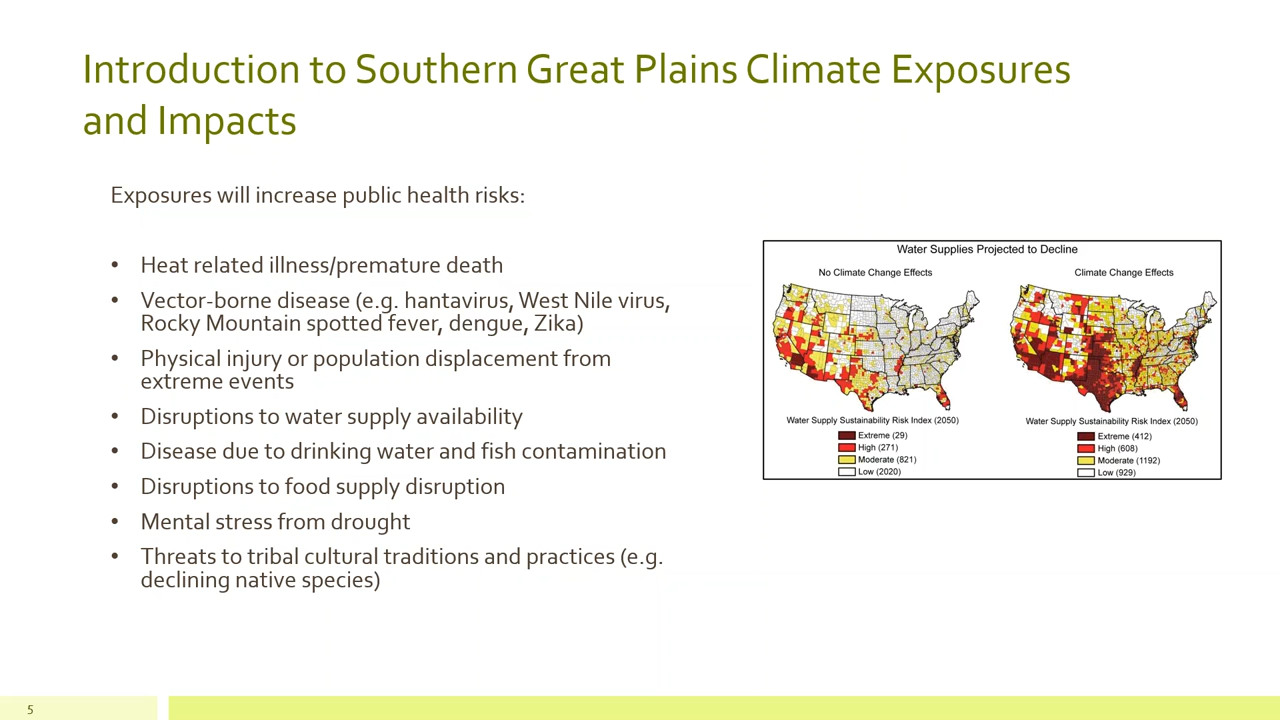 Introduction to Southern Great Plains Climate Exposures
and Impacts
Exposures will increase public health risks:
• Heat related illness/premature death
• Vector-borne disease (e.g. hantavirus, West Nile virus,
Rocky Mountain spotted fever, dengue, Zika)
• Physical injury or population displacement from
extreme events
• Disruptions to water supply availability
• Disease due to drinking water and fish contamination
• Disruptions to food supply disruption
• Mental stress from drought
• Threats to tribal cultural traditions and practices (e.g.
declining native species)
Water Supplies Projected to Decline
No Climate Change Effects
Water Supply Sustainability Risk Index (2050)
Extreme (29)
High (271)
Moderate (821)
Low (2020)
Climate Change Effects
Water Supply Sustainability Risk Index (2050)
Extreme (412)
High (608)
Moderate (1192)
Low (929)
5